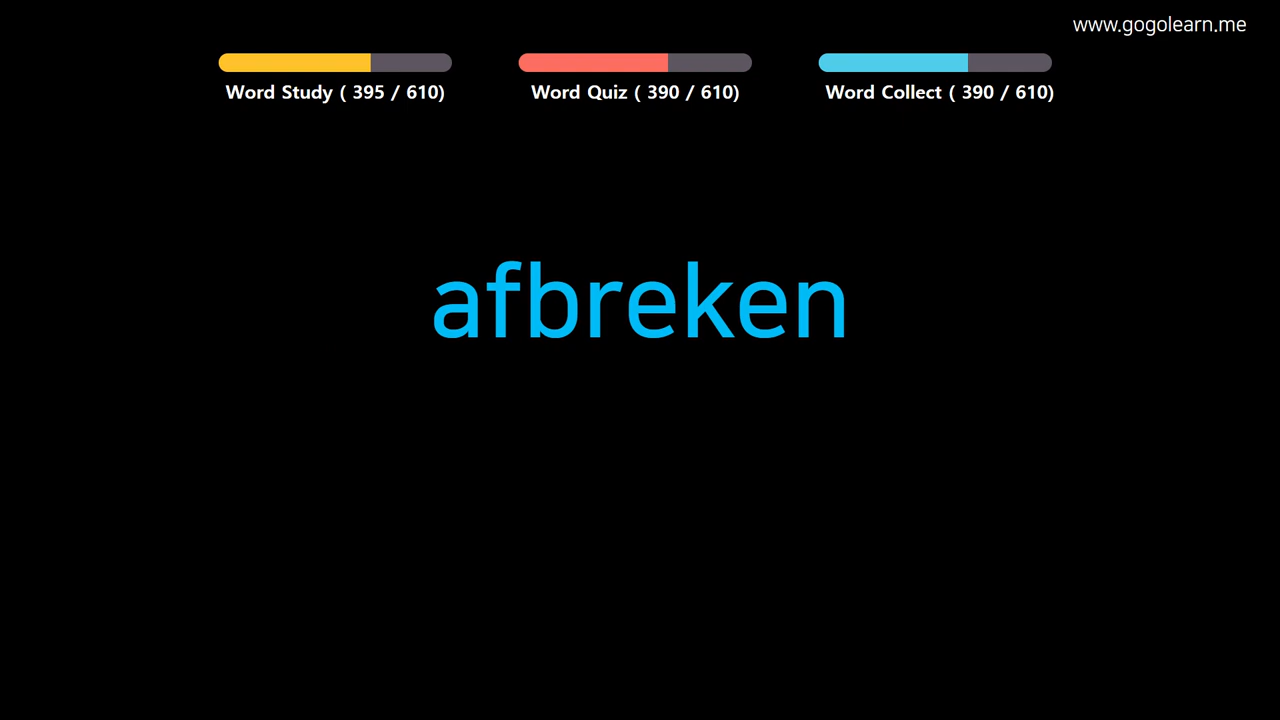 www.gogolearn.me
Word Study ( 395 / 610)
Word Quiz ( 390 / 610)
Word Collect ( 390 / 610)
afbreken